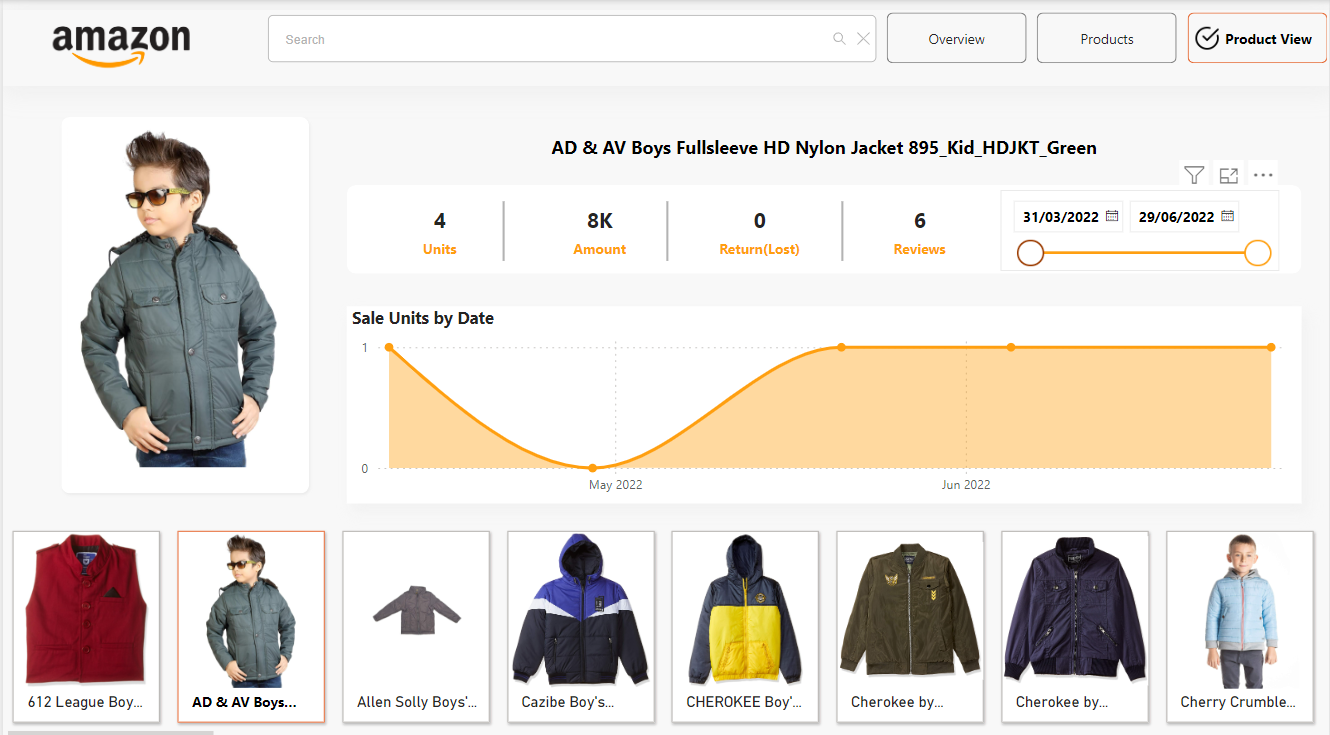 amazon
Search
Overview
Products
Product View
AD & AV Boys Fullsleeve HD Nylon Jacket 895_Kid_HDJKT_Green
4
Units
8K
Amount
0
Return(Lost)
6
Reviews
31/03/2022
29/06/2022
Sale Units by Date
1
0
May 2022
Jun 2022
612 League Boy...
AD & AV Boys...
Allen Solly Boys'...
Cazibe Boy's...
CHEROKEE Boy'...
Cherokee by...
Cherokee by...
Cherry Crumble...